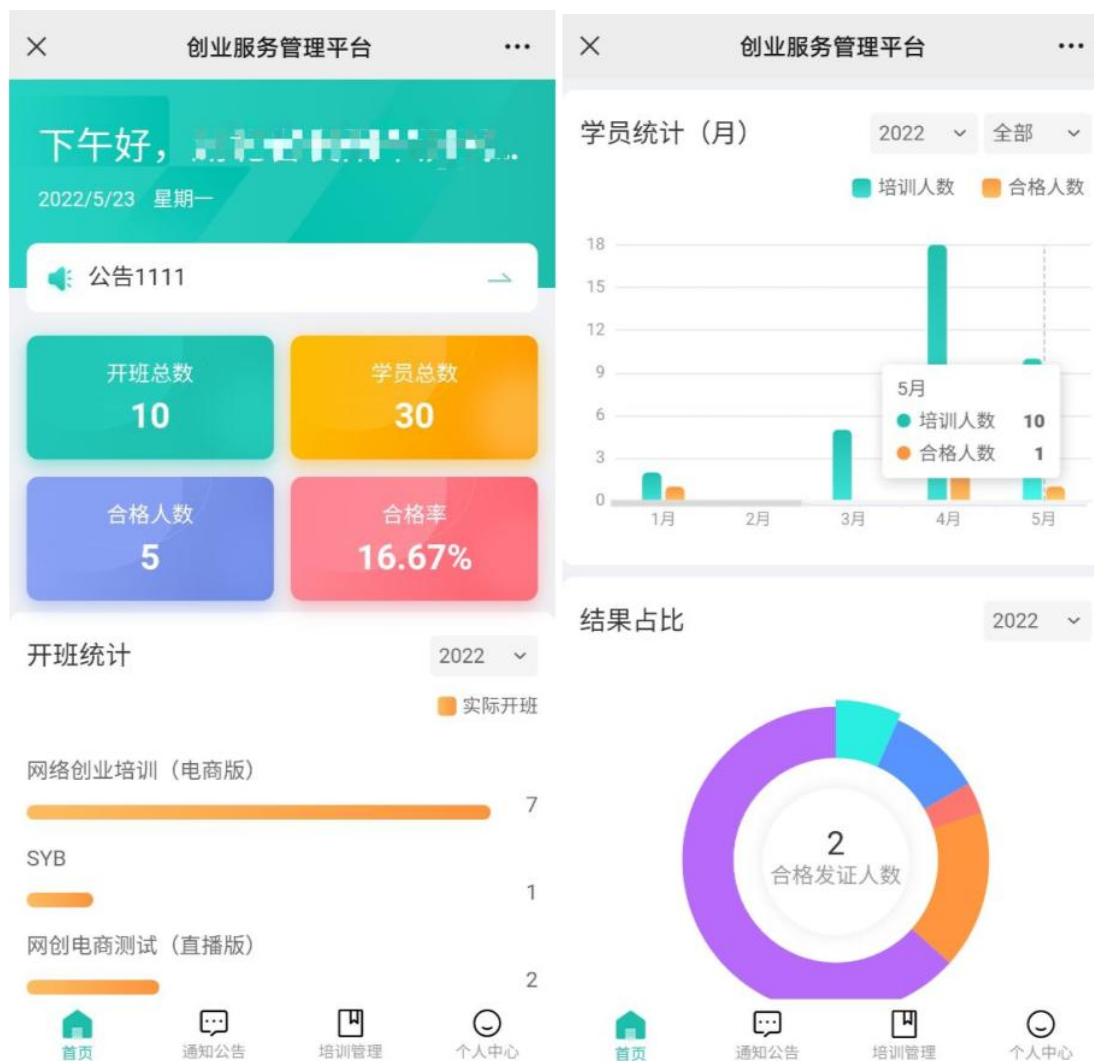 创业服务管理平台
下午好，
2022/5/23 星期一
公告1111
开班总数
10
学员总数
30
合格人数
5
合格率
16.67%
开班统计
2022
实际开班
网络创业培训（电商版）
7
SYB
1
网创电商测试（直播版）
2
首页
通知公告
培训管理
个人中心
创业服务管理平台
学员统计（月）
2022
全部
培训人数
合格人数
18
15
12
9
6
3
0
5月
培训人数 10
合格人数 1
1月
2月
3月
4月
5月
结果占比
2022
2
合格发证人数
首页
通知公告
培训管理
个人中心